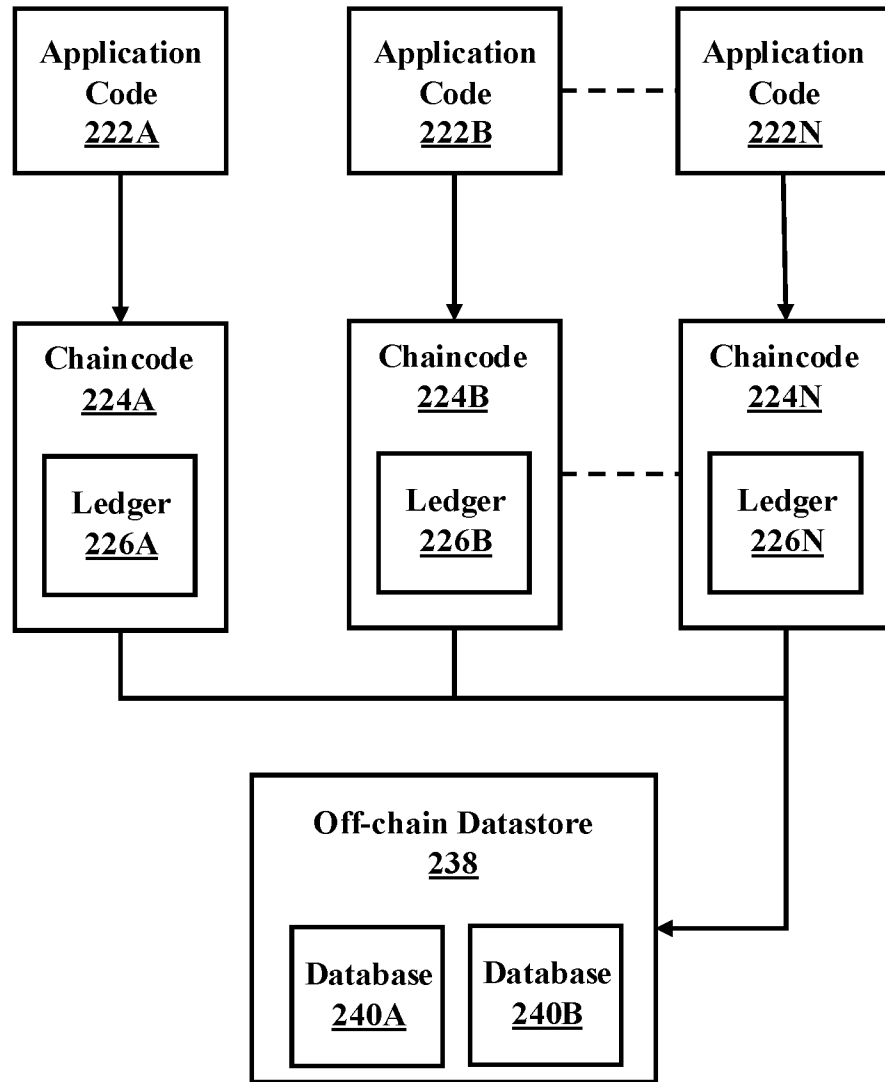 Application
Code
222A
Application
Code
222B
Application
Code
222N
Chaincode
224A
Ledger
226A
Chaincode
224B
Ledger
226B
Chaincode
224N
Ledger
226N
Off-chain Datastore
238
Database
240A
Database
240B